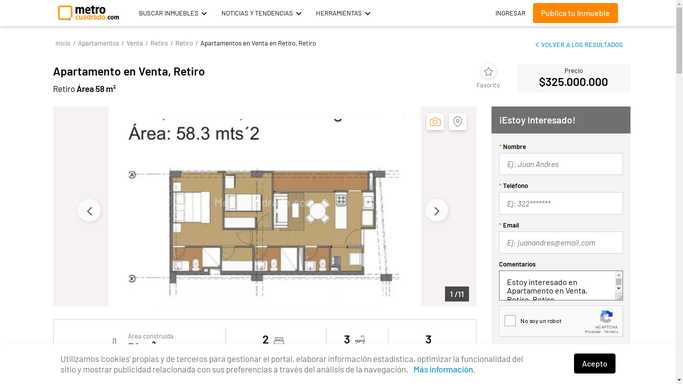 metro
cuadrado.com
BUSCAR INMUEBLES
NOTICIAS Y TENDENCIAS
HERRAMIENTAS
INGRESAR
Publica tu inmueble
Inicio / Apartamentos / Venta / Retiro / Retiro / Apartamentos en Venta en Retiro, Retiro
VOLVER A LOS RESULTADOS
Apartamento en Venta, Retiro
Retiro Área 58 m²
Favorito
Precio
$325.000.000
Área: 58.3 mts´2
1 /11
¡Estoy Interesado!
* Nombre
Ej: Juan Andres
* Teléfono
Ej: 322*******
* Email
Ej: juanandres@email.com
Comentarios
Estoy interesado en
Apartamento en Venta,
Retiro, Retiro
No soy un robot
reCAPTCHA
Privacidad - Términos
Área construida
2
3
3
Utilizamos 'cookies' propias y de terceros para gestionar el portal, elaborar información estadística, optimizar la funcionalidad del
sitio y mostrar publicidad relacionada con sus preferencias a través del análisis de la navegación. Más información.
Acepto